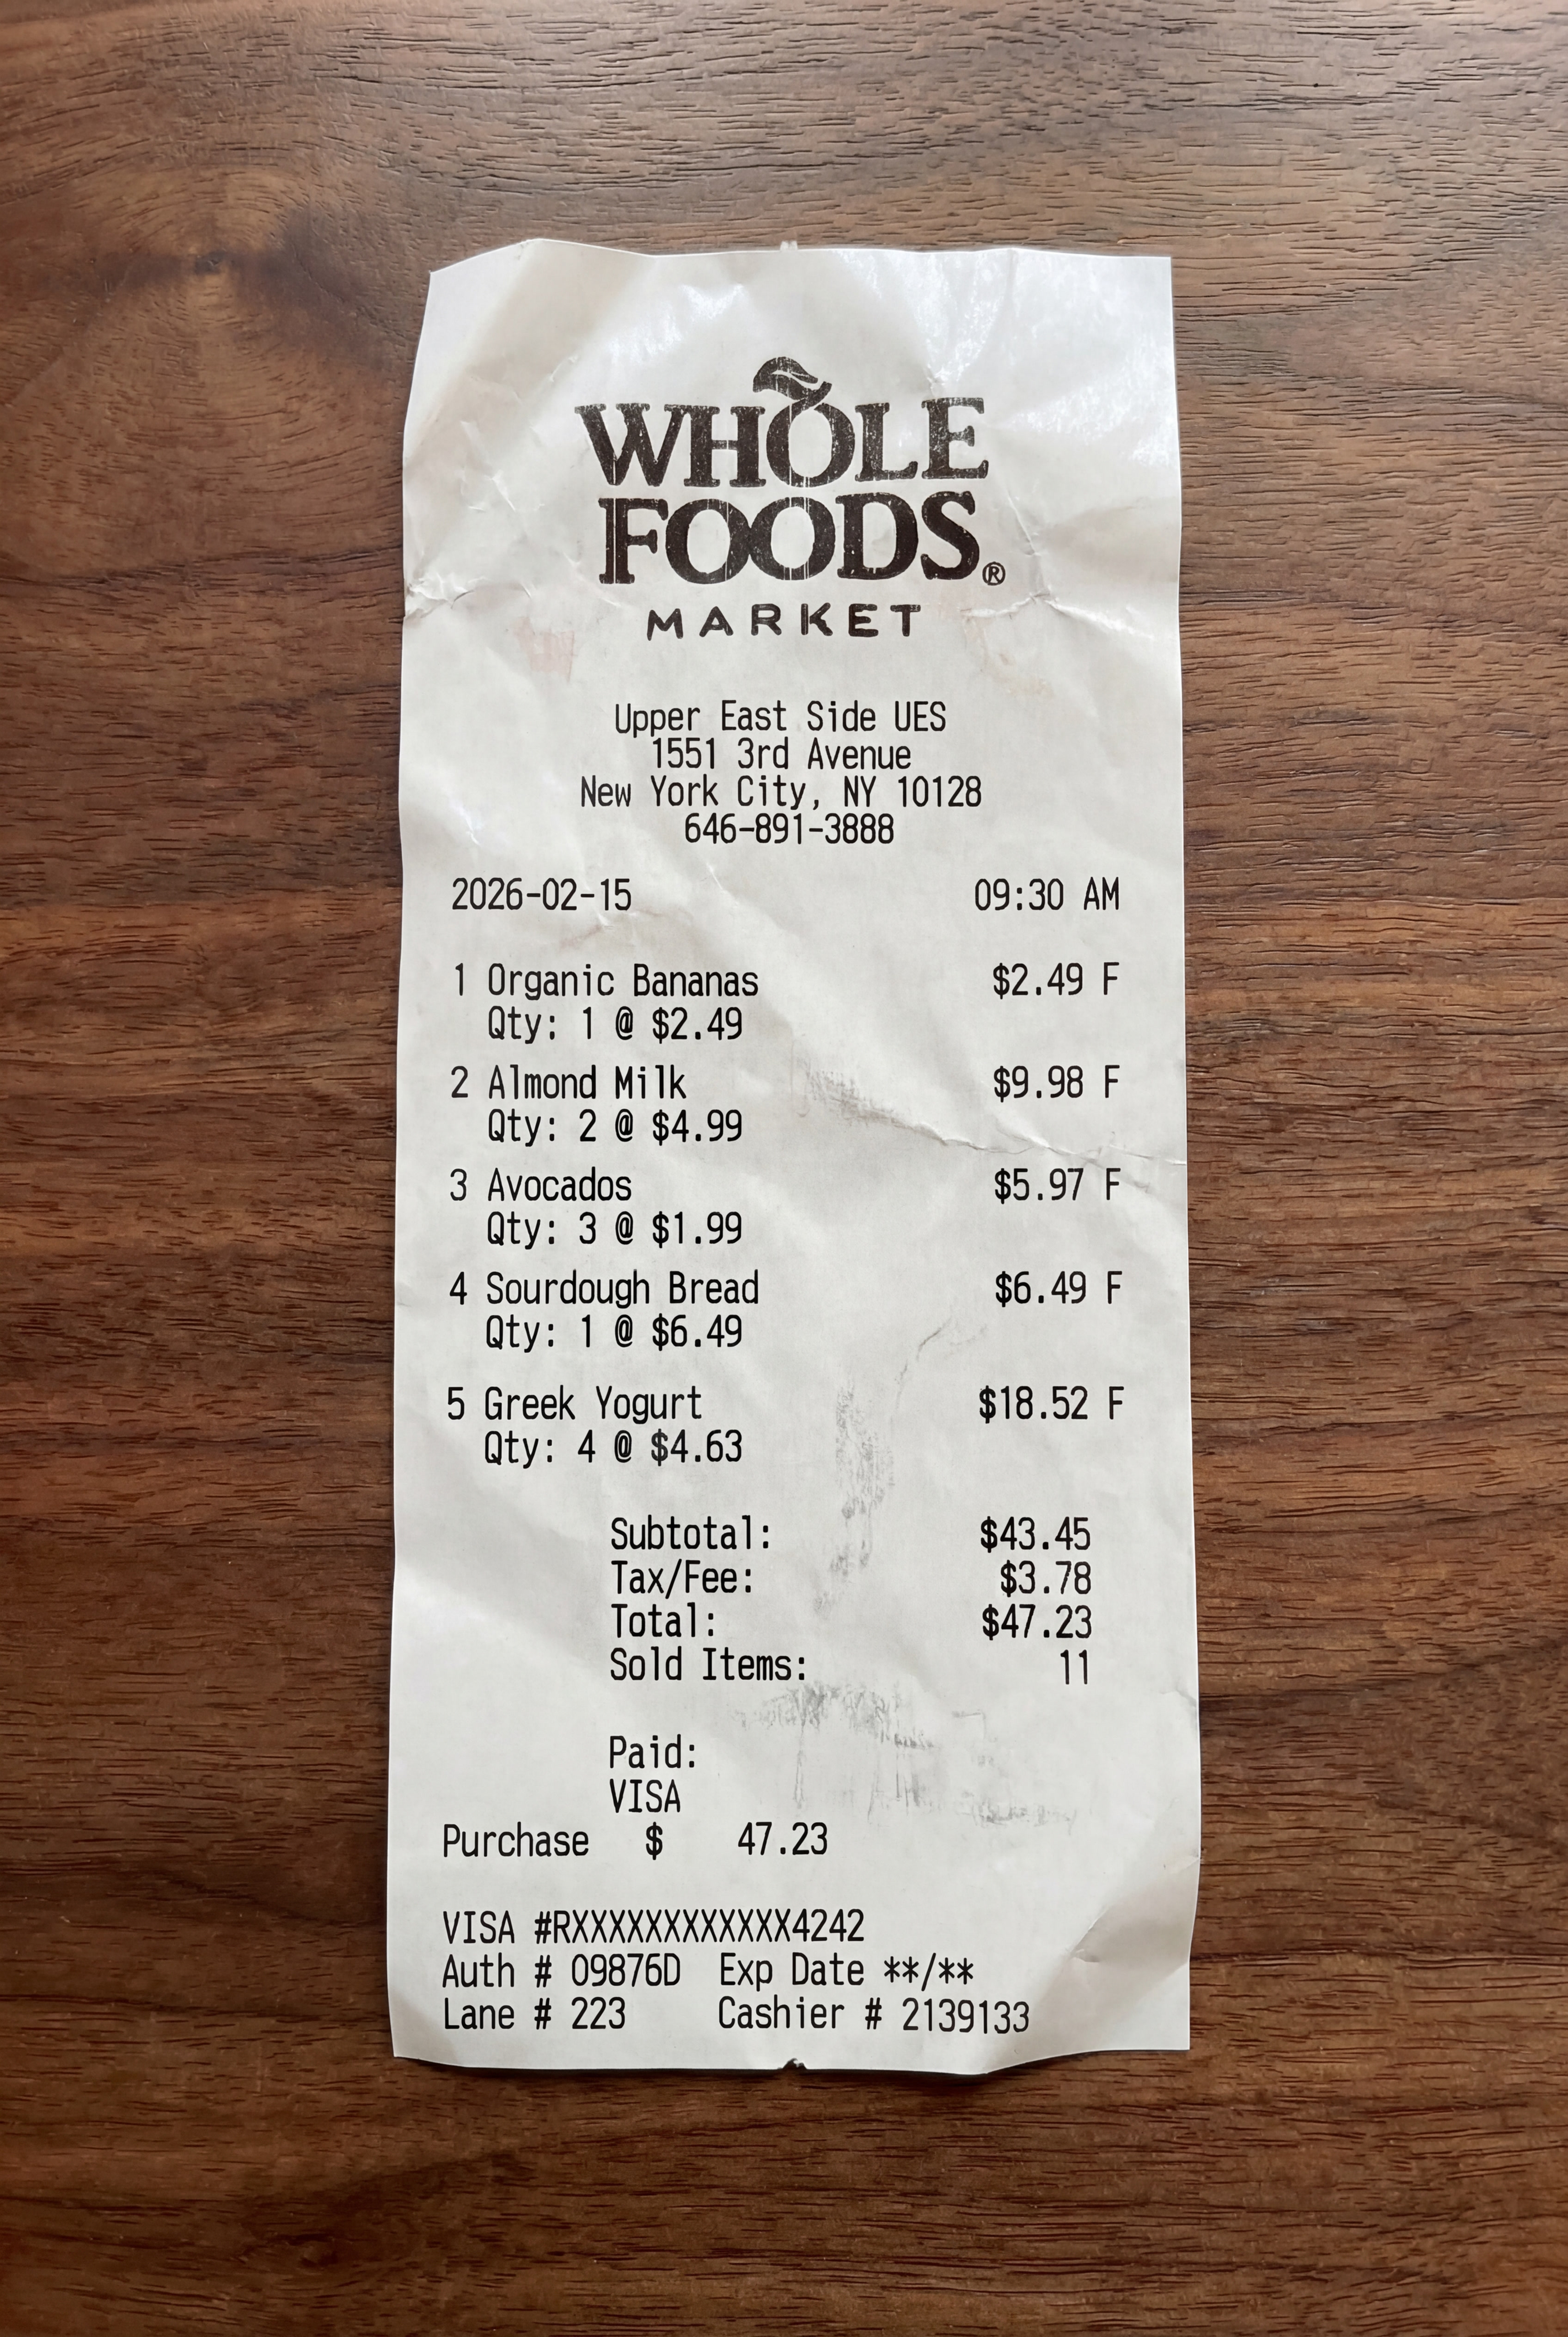 WHOLE
FOODS®
MARKET
Upper East Side UES
1551 3rd Avenue
New York City, NY 10128
646-891-3888
2026-02-15 09:30 AM
1 Organic Bananas $2.49 F
Qty: 1 @ $2.49
2 Almond Milk $9.98 F
Qty: 2 @ $4.99
3 Avocados $5.97 F
Qty: 3 @ $1.99
4 Sourdough Bread $6.49 F
Qty: 1 @ $6.49
5 Greek Yogurt $18.52 F
Qty: 4 @ $4.63
Subtotal: $43.45
Tax/Fee: $3.78
Total: $47.23
Sold Items: 11
Paid:
VISA
Purchase $ 47.23
VISA #RXXXXXXXXXXXX4242
Auth # 09876D Exp Date **/**
Lane # 223 Cashier # 2139133